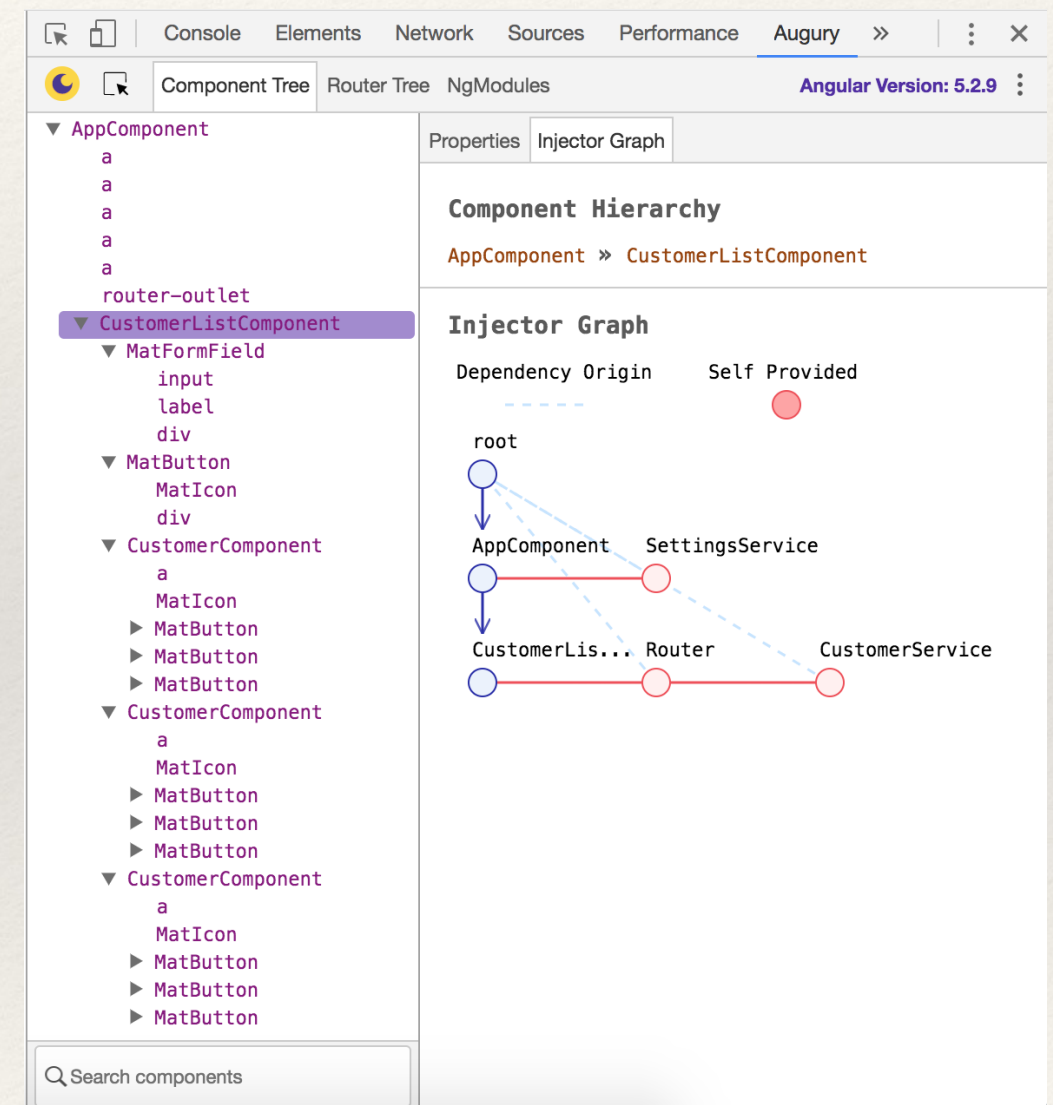 Console Elements Network Sources Performance Augury »
Component Tree Router Tree NgModules Angular Version: 5.2.9
AppComponent
a
a
a
a
a
router-outlet
CustomerListComponent
MatFormField
input
label
div
MatButton
MatIcon
div
CustomerComponent
a
MatIcon
MatButton
MatButton
MatButton
CustomerComponent
a
MatIcon
MatButton
MatButton
MatButton
CustomerComponent
a
MatIcon
MatButton
MatButton
MatButton
Search components
Properties Injector Graph
Component Hierarchy
AppComponent » CustomerListComponent
Injector Graph
Dependency Origin Self Provided
root
AppComponent SettingsService
CustomerLis... Router CustomerService